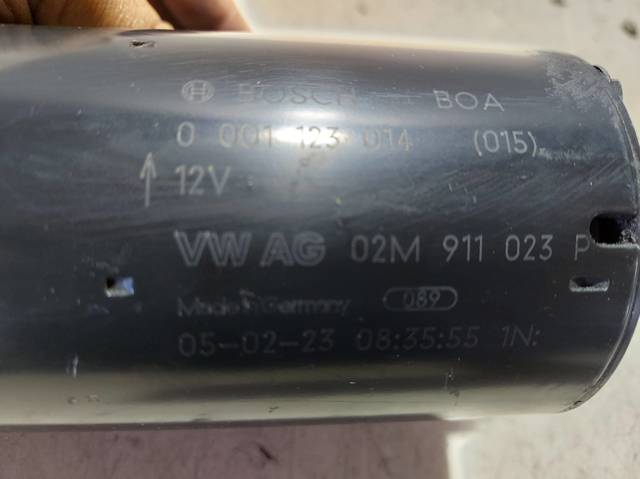 BOSCH BOA
0 001 123 014 (015)
12V
VW AG 02M 911 023 P
Made in Germany 089
05-02-23 08:35:55 1N: